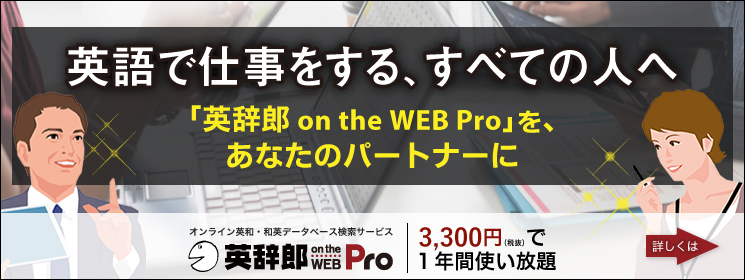 英語で仕事をする、すべての人へ
「英辞郎 on the WEB Pro」を、
あなたのパートナーに
オンライン英和・和英データベース検索サービス
英辞郎 on the WEB Pro
3,300円(税抜)で
1年間使い放題
詳しくは